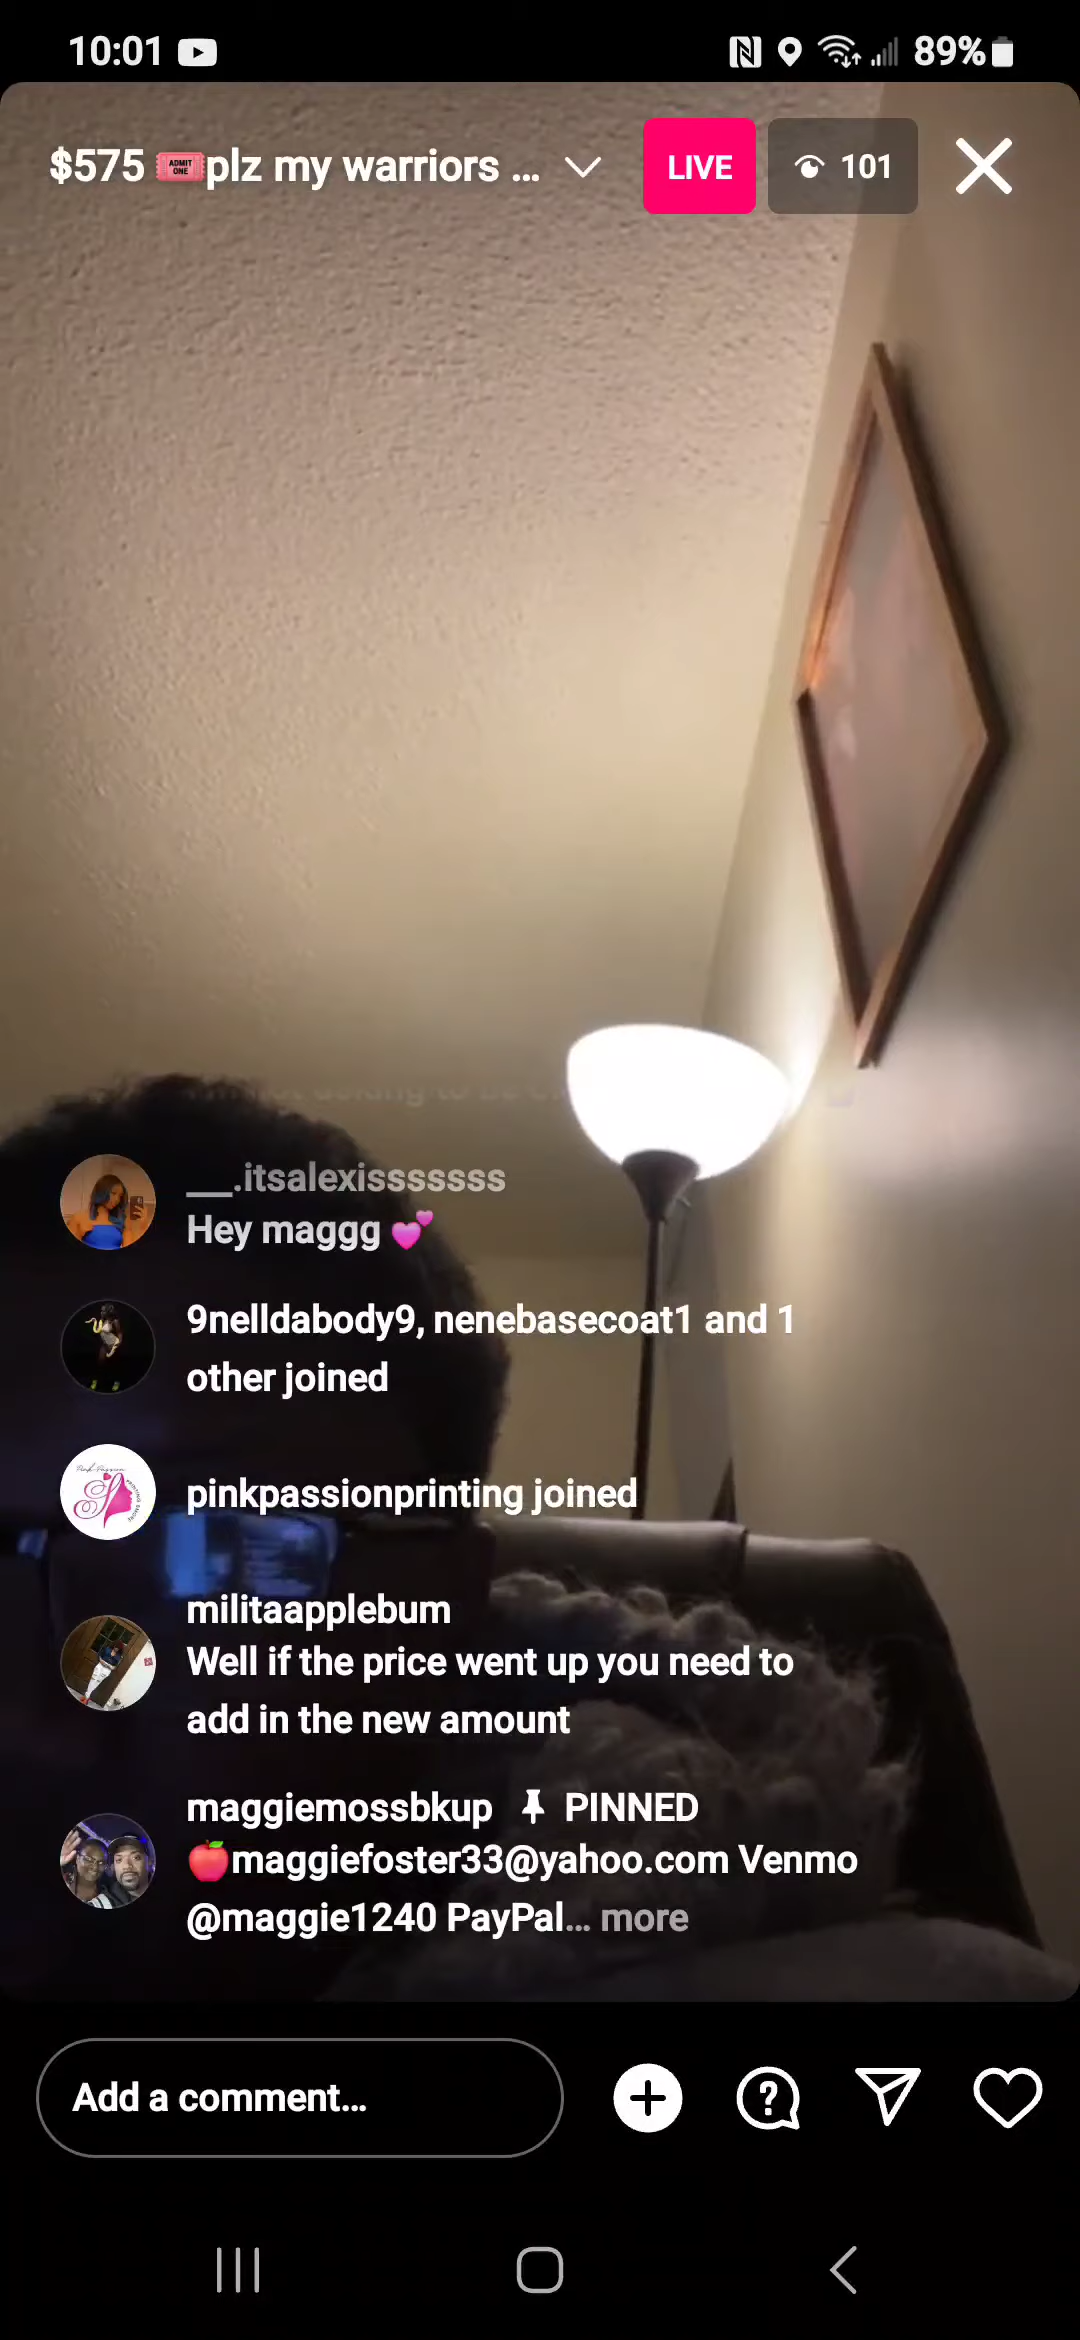 10:01
89%
$575 🎟plz my warriors ...
LIVE
101
__.itsalexisssssss
Hey maggg 💕
9nelldabody9, nenebasecoat1 and 1
other joined
pinkpassionprinting joined
militaapplebum
Well if the price went up you need to
add in the new amount
maggiemossbkup PINNED
🍎maggiefoster33@yahoo.com Venmo
@maggie1240 PayPal... more
Add a comment...